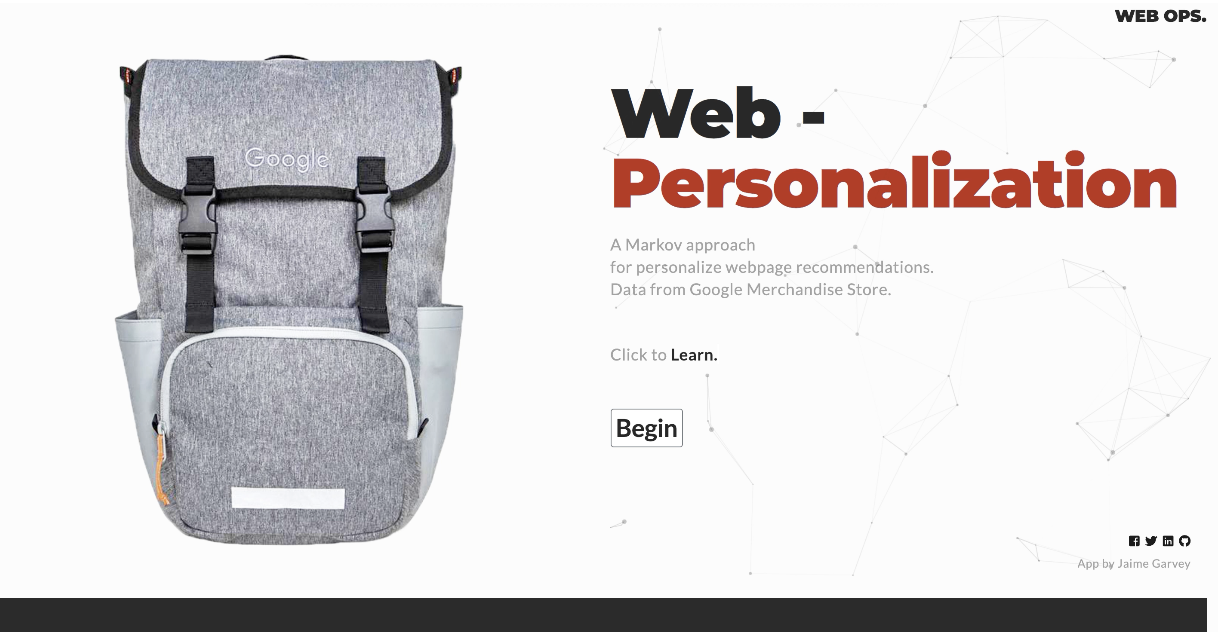 WEB OPS.
Google
Web -
Personalization
A Markov approach
for personalize webpage recommendations.
Data from Google Merchandise Store.
Click to Learn.
Begin
App by Jaime Garvey